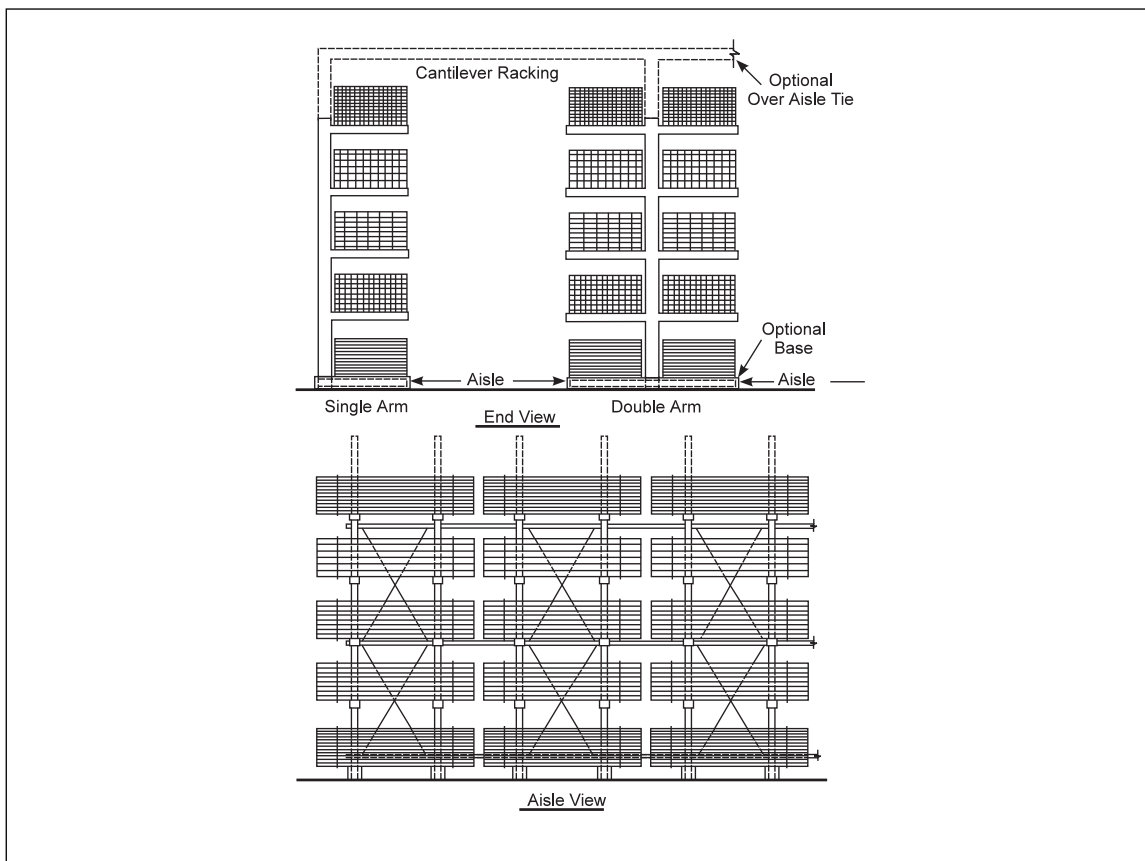 Cantilever Racking
Optional
Over Aisle Tie
Optional
Base
Aisle
Aisle
Single Arm
Double Arm
End View
Aisle View